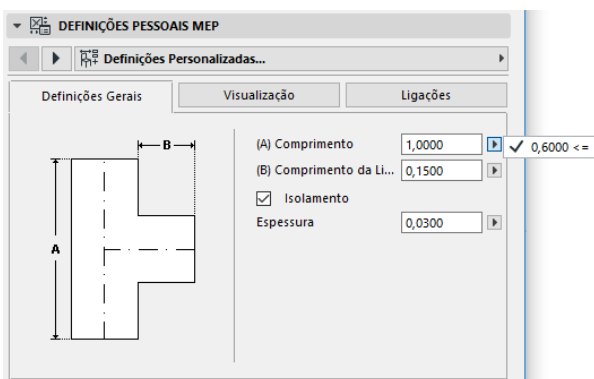 DEFINIÇÕES PESSOAIS MEP
Definições Personalizadas...
Definições Gerais
Visualização
Ligações
B
A
(A) Comprimento
1,0000
0,6000 <=
(B) Comprimento da Li...
0,1500
Isolamento
Espessura
0,0300